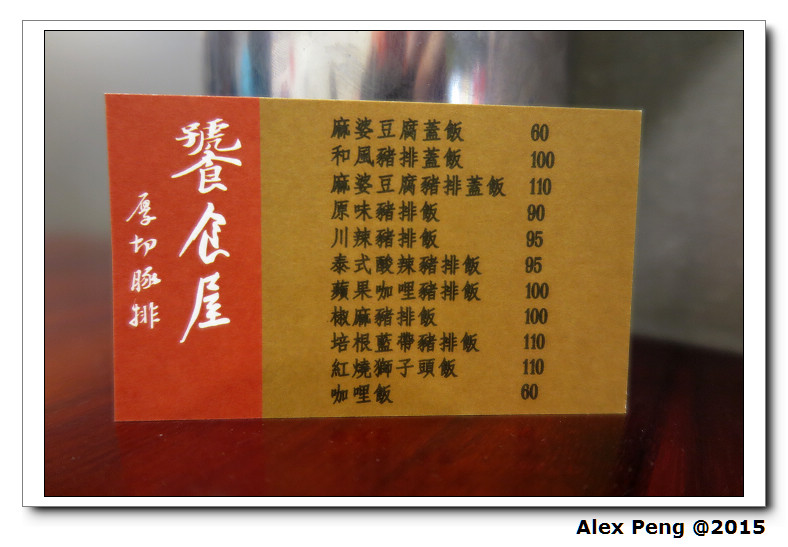 饕食屋
厚切豚排
麻婆豆腐蓋飯 60
和風豬排蓋飯 100
麻婆豆腐豬排蓋飯 110
原味豬排飯 90
川辣豬排飯 95
泰式酸辣豬排飯 95
蘋果咖哩豬排飯 100
椒麻豬排飯 100
培根藍帶豬排飯 110
紅燒獅子頭飯 110
咖哩飯 60
Alex Peng @2015